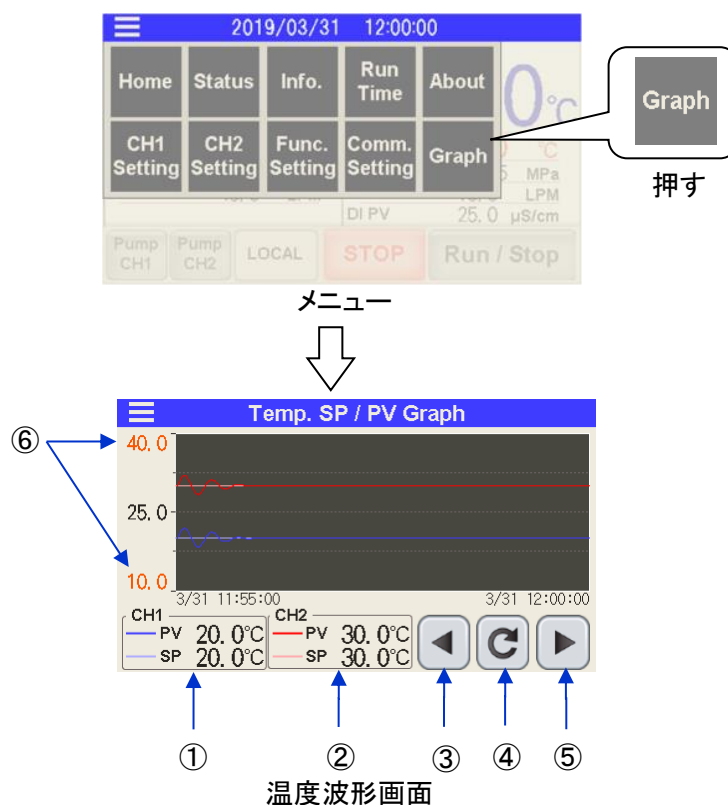 2019/03/31 12:00:00
Home Status Info. Run Time About
CH1 Setting CH2 Setting Func. Setting Comm. Setting Graph
℃
MPa
LPM
DI PV 25.0 μS/cm
Pump CH1 Pump CH2 LOCAL STOP Run / Stop
Graph
押す
メニュー
Temp. SP / PV Graph
⑥
40.0
25.0
10.0
3/31 11:55:00 3/31 12:00:00
CH1 CH2
PV 20.0℃ PV 30.0℃
SP 20.0℃ SP 30.0℃
① ② ③ ④ ⑤
温度波形画面